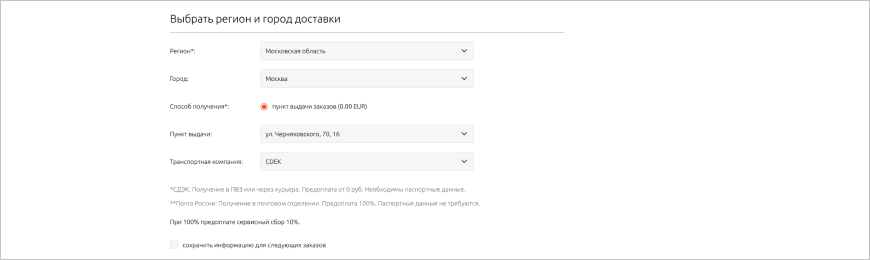 Выбрать регион и город доставки
Регион*: Московская область
Город: Москва
Способ получения*: пункт выдачи заказов (0.00 EUR)
Пункт выдачи: ул. Черняховского, 70, 16
Транспортная компания: CDEK
*СДЭК: Получение в ПВЗ или через курьера. Предоплата от 0 руб. Необходимы паспортные данные.
**Почта России: Получение в почтовом отделении. Предоплата 100%. Паспортные данные не требуются.
При 100% предоплате сервисный сбор 10%.
сохранить информацию для следующих заказов